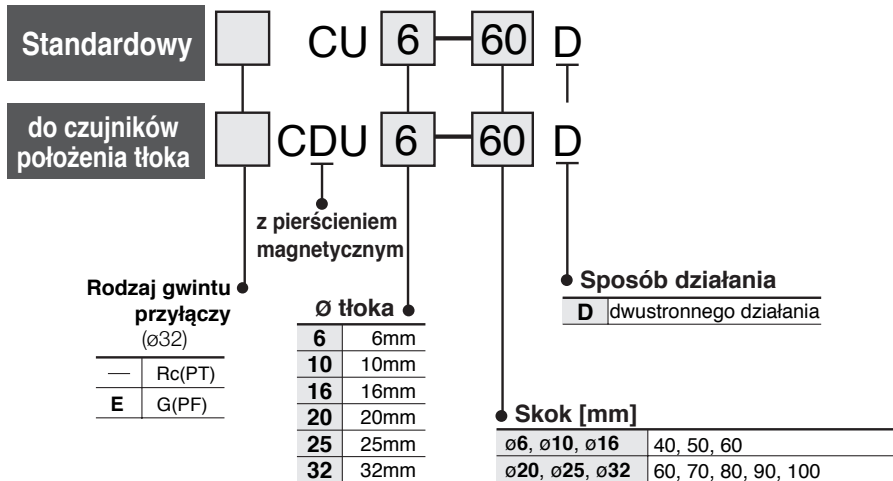 Standardowy CU 6 — 60 D
do czujników
położenia tłoka CDU 6 — 60 D
z pierścieniem
magnetycznym
Rodzaj gwintu
przyłączy
(ø32)
— Rc(PT)
E G(PF)
Ø tłoka
6 6mm
10 10mm
16 16mm
20 20mm
25 25mm
32 32mm
Sposób działania
D dwustronnego działania
Skok [mm]
ø6, ø10, ø16 40, 50, 60
ø20, ø25, ø32 60, 70, 80, 90, 100